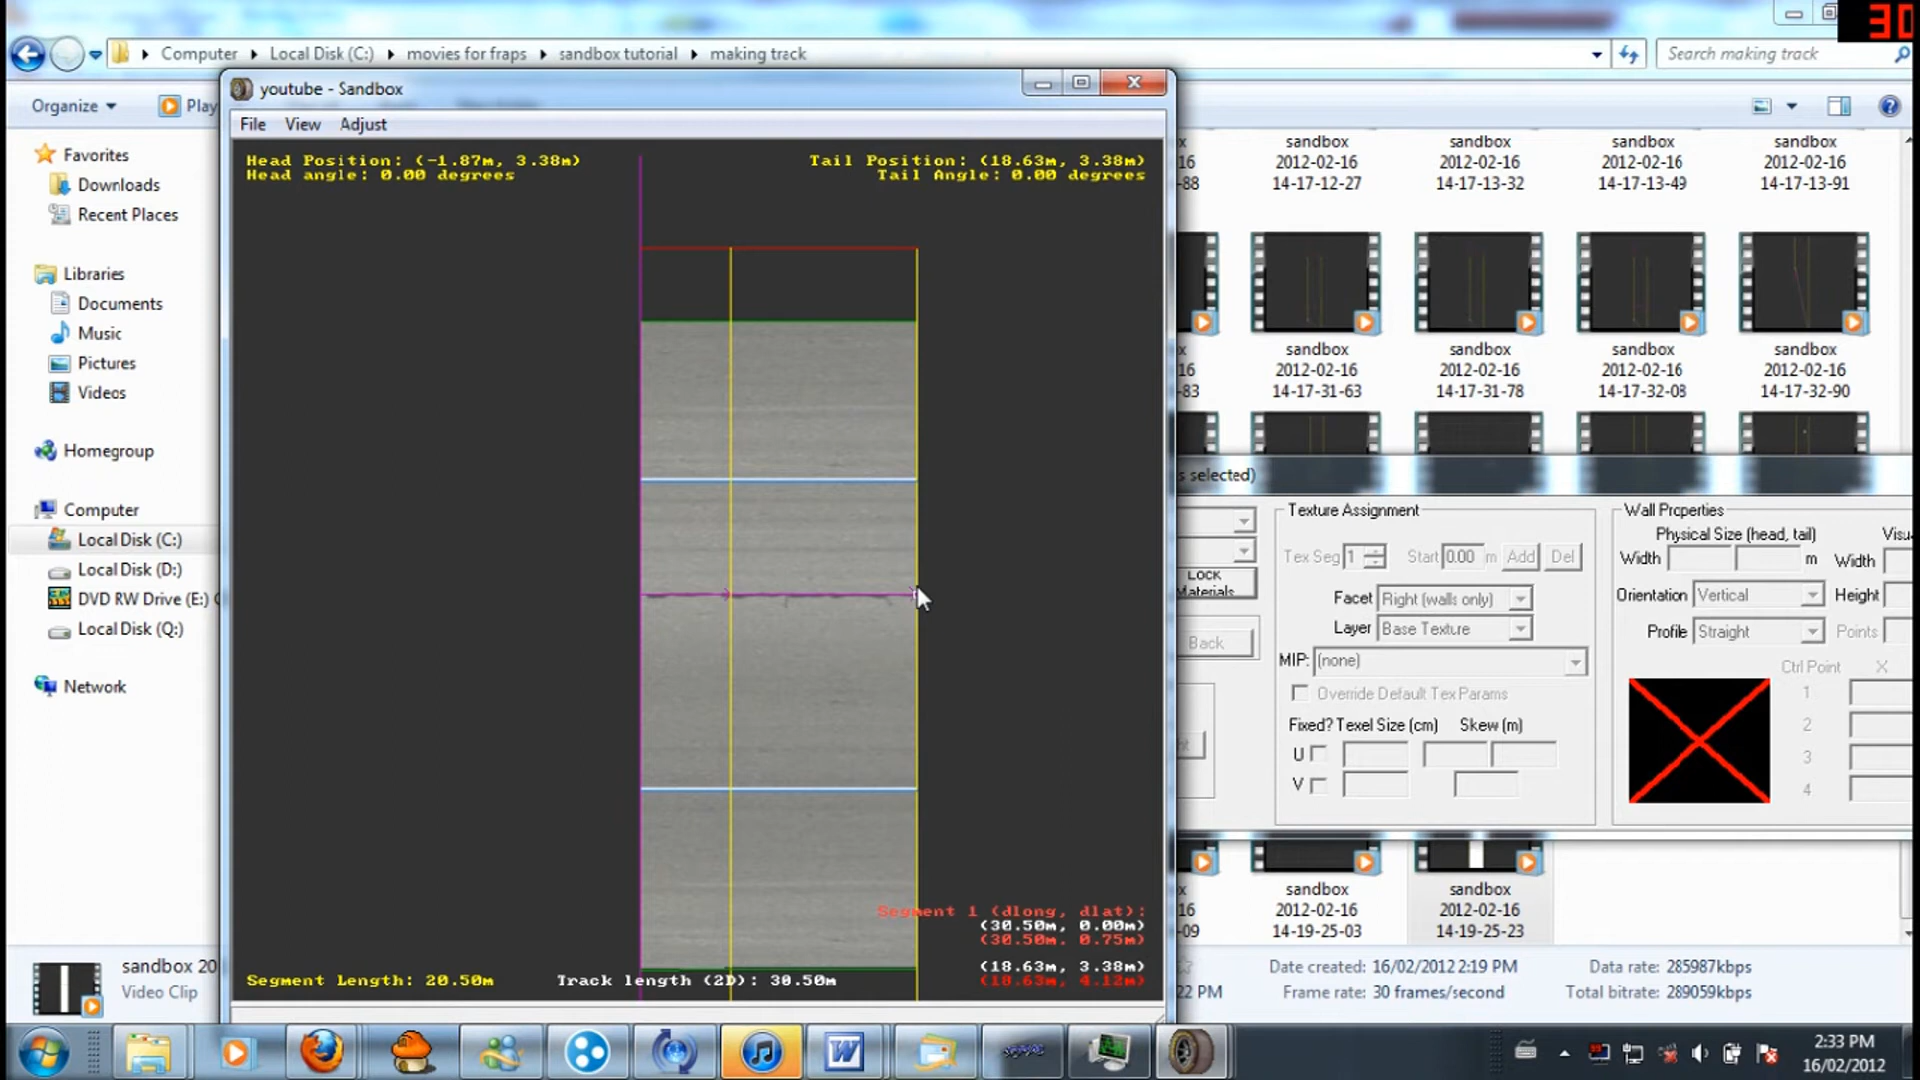 30
Computer
Local Disk (C:)
movies for fraps
sandbox tutorial
making track
Search making track
Organize
Play
youtube - Sandbox
File View Adjust
Favorites
Downloads
Recent Places
Libraries
Documents
Music
Pictures
Videos
Homegroup
Computer
Local Disk (C:)
Local Disk (D:)
DVD RW Drive (E:)
Local Disk (Q:)
Network
Head Position: (-1.87m, 3.38m)
Head angle: 0.00 degrees
Tail Position: (18.63m, 3.38m)
Tail Angle: 0.00 degrees
Segment 1 (dlong, dlat):
(30.50m, 0.00m)
(30.50m. 0.75m)
(18.63m, 3.38m)
(18.63m, 4.12m)
Segment Length: 20.50m
Track length (2D): 30.50m
16
-88
sandbox
2012-02-16
14-17-12-27
sandbox
2012-02-16
14-17-13-32
sandbox
2012-02-16
14-17-13-49
sandbox
2012-02-16
14-17-13-91
16
-83
sandbox
2012-02-16
14-17-31-63
sandbox
2012-02-16
14-17-31-78
sandbox
2012-02-16
14-17-32-08
sandbox
2012-02-16
14-17-32-90
s selected)
LOCK
Materials
Back
Texture Assignment
Tex Seg 1 Start 0.00 m Add Del
Facet Right (walls only)
Layer Base Texture
MIP: (none)
Override Default Tex Params
Fixed? Texel Size (cm) Skew (m)
U
V
Wall Properties
Physical Size (head, tail)
Width m Width
Orientation Vertical Height
Profile Straight Points
Ctrl Point X
1
2
3
4
16
-09
sandbox
2012-02-16
14-19-25-03
sandbox
2012-02-16
14-19-25-23
sandbox 20
Video Clip
22 PM
Date created: 16/02/2012 2:19 PM
Frame rate: 30 frames/second
Data rate: 285987kbps
Total bitrate: 289059kbps
2:33 PM
16/02/2012